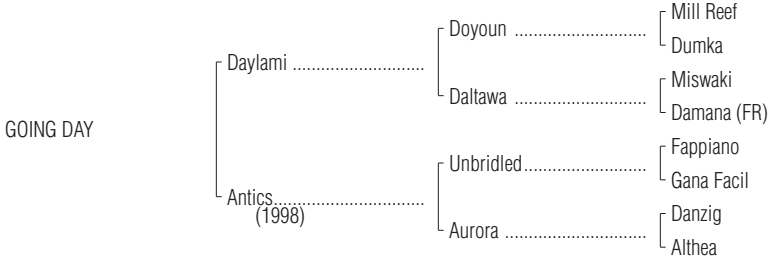 Mill Reef
Doyoun ..............................
Dumka
Daylami ..............................
Miswaki
Daltawa ..............................
Damana (FR)
GOING DAY
Fappiano
Unbridled............................
Gana Facil
Antics..................................
(1998)
Danzig
Aurora ................................
Althea